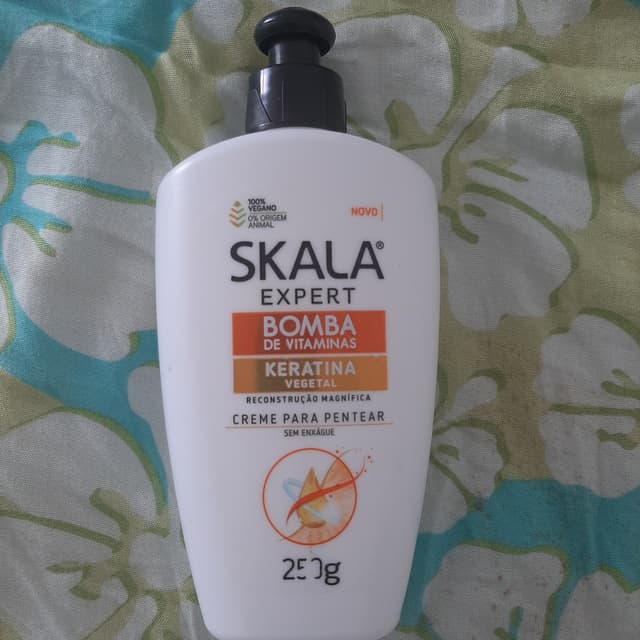 100%
VEGANO
0% ORIGEM
ANIMAL
NOVO
SKALA®
EXPERT
BOMBA
DE VITAMINAS
KERATINA
VEGETAL
RECONSTRUÇÃO MAGNÍFICA
CREME PARA PENTEAR
SEM ENXÁGUE
250g